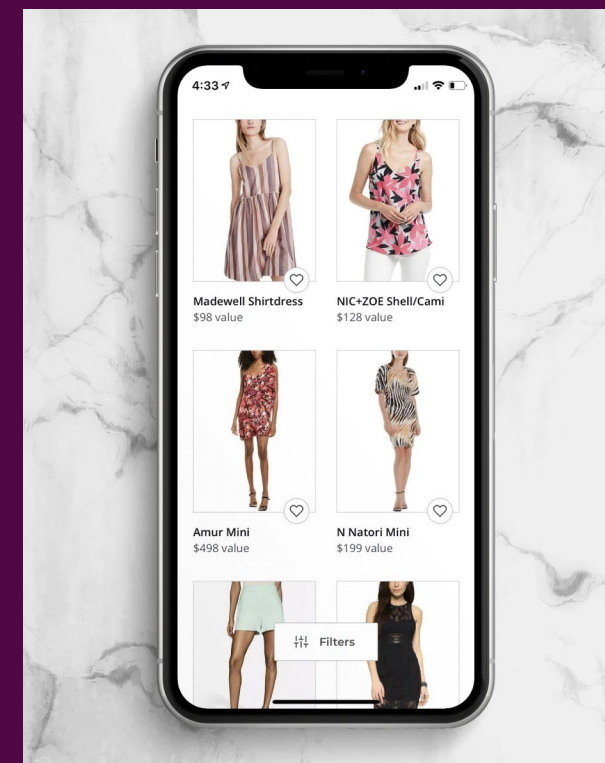 4:33
Madewell Shirtdress
$98 value
NIC+ZOE Shell/Cami
$128 value
Amur Mini
$498 value
N Natori Mini
$199 value
Filters